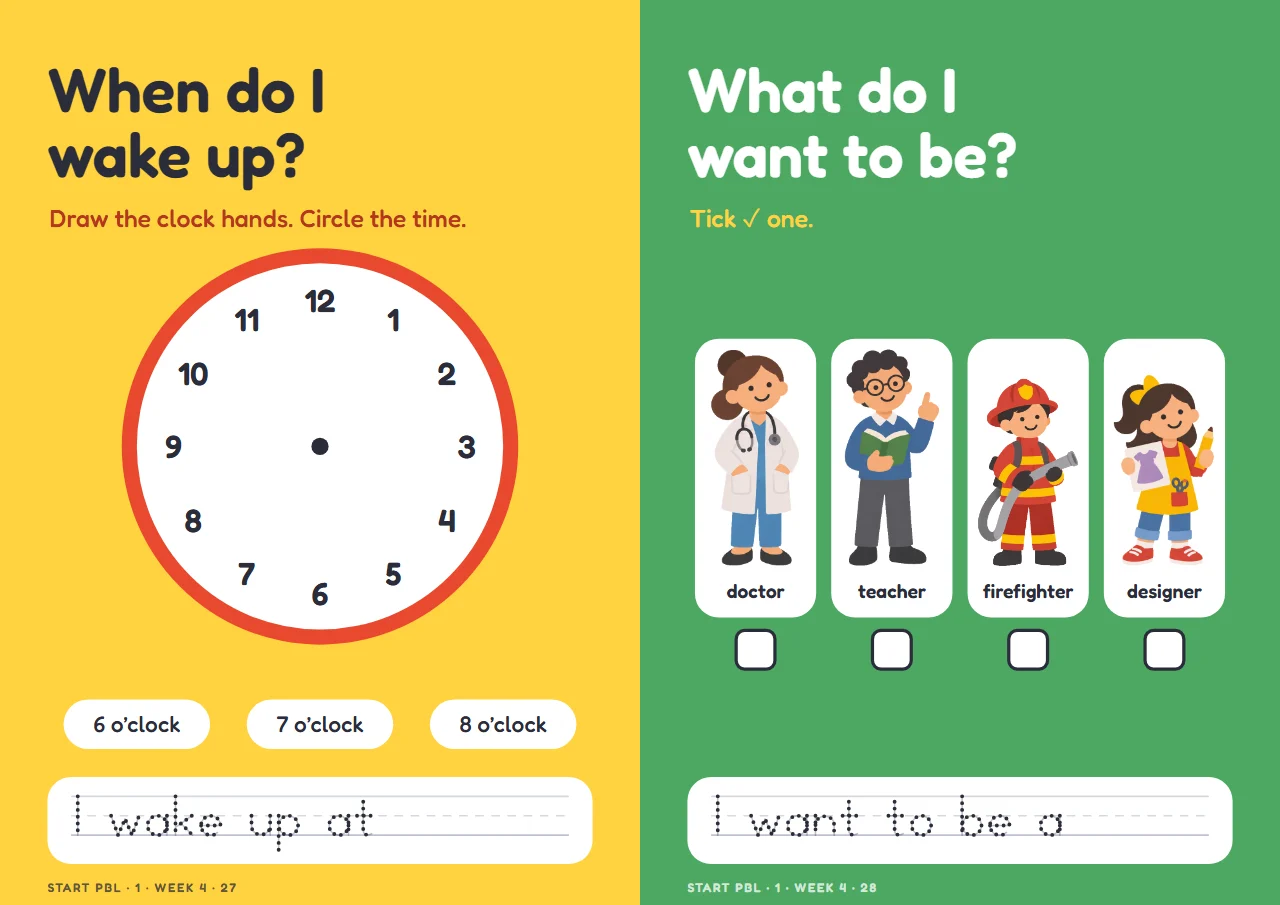 When do I
wake up?
Draw the clock hands. Circle the time.
12
11
1
10
2
9
3
8
4
7
5
6
6 o’clock
7 o’clock
8 o’clock
I wake up at
START PBL · 1 · WEEK 4 · 27
What do I
want to be?
Tick ✓ one.
doctor
teacher
firefighter
designer
I want to be a
START PBL · 1 · WEEK 4 · 28